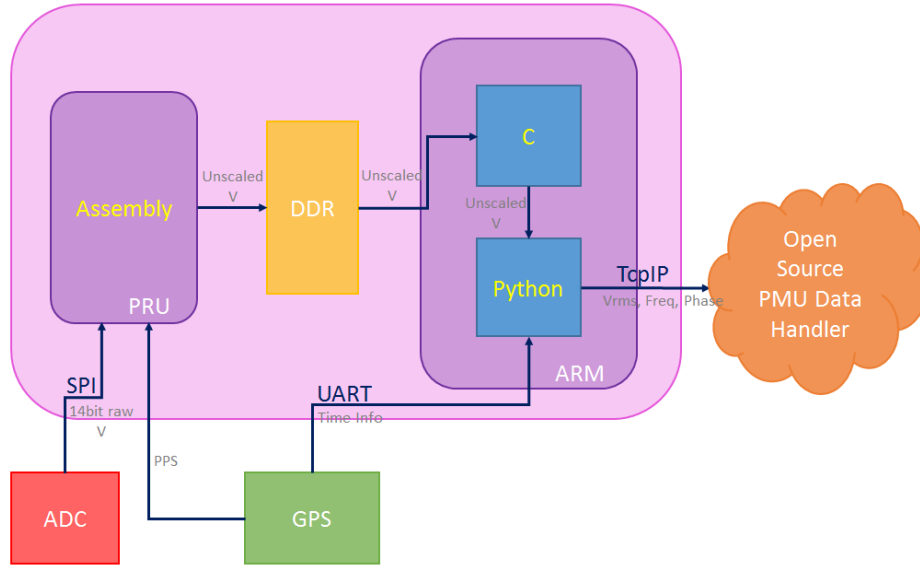 Assembly
PRU
Unscaled
V
DDR
Unscaled
V
C
Unscaled
V
Python
ARM
TcpIP
Vrms, Freq, Phase
Open
Source
PMU Data
Handler
SPI
14bit raw
V
PPS
UART
Time Info
ADC
GPS